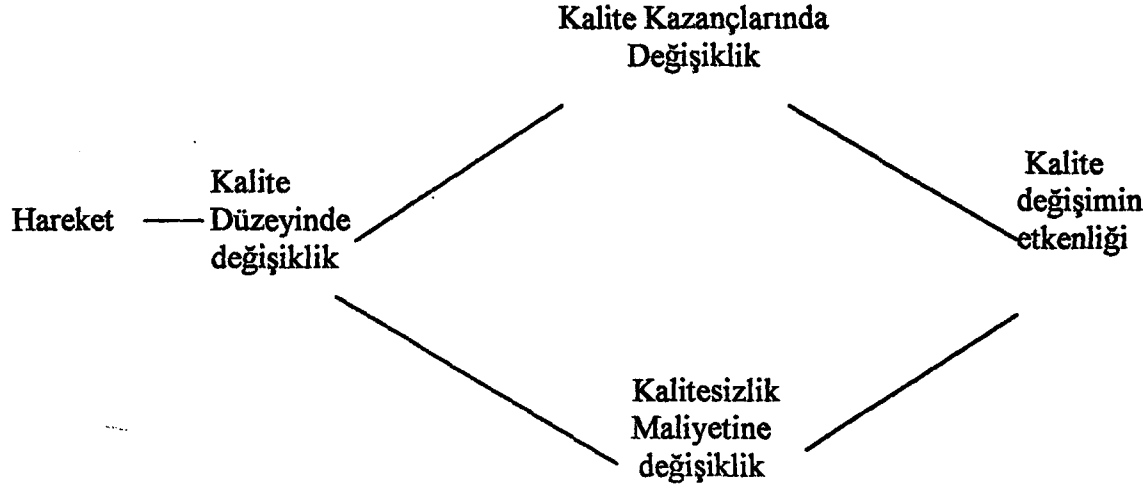 Kalite Kazançlarında
Değişiklik
Hareket
Kalite
Düzeyinde
değişiklik
Kalite
değişimin
etkenliği
Kalitesizlik
Maliyetine
değişiklik